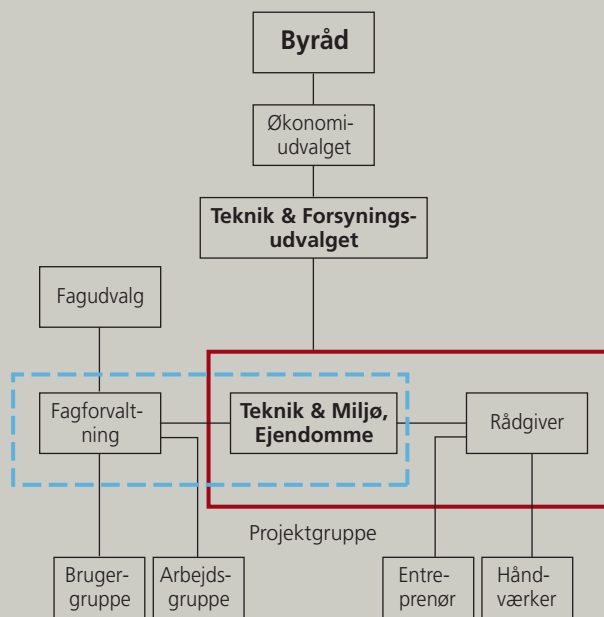 Byråd
Økonomi-
udvalget
Teknik & Forsynings-
udvalget
Fagudvalg
Fagforvalt-
ning
Teknik & Miljø,
Ejendomme
Rådgiver
Projektgruppe
Bruger-
gruppe
Arbejds-
gruppe
Entre-
prenør
Hånd-
værker